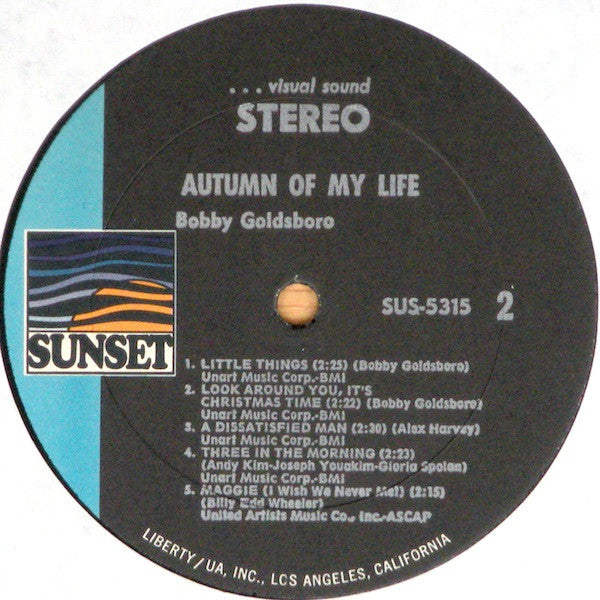 . . . visual sound
STEREO
AUTUMN OF MY LIFE
Bobby Goldsboro
SUS-5315 2
SUNSET
1. LITTLE THINGS (2:25) (Bobby Goldsboro)
Unart Music Corp.-BMI
2. LOOK AROUND YOU, IT'S
CHRISTMAS TIME (2:22) (Bobby Goldsboro)
Unart Music Corp.-BMI
3. A DISSATISFIED MAN (2:30) (Alex Harvey)
Unart Music Corp.-BMI
4. THREE IN THE MORNING (2:23)
(Andy Kim-Joseph Youakim-Gloria Spolan)
Unart Music Corp.-BMI
5. MAGGIE (I Wish We Never Met) (2:15)
(Billy Edd Wheeler)
United Artists Music Co., Inc.-ASCAP
LIBERTY/UA, INC., LOS ANGELES, CALIFORNIA